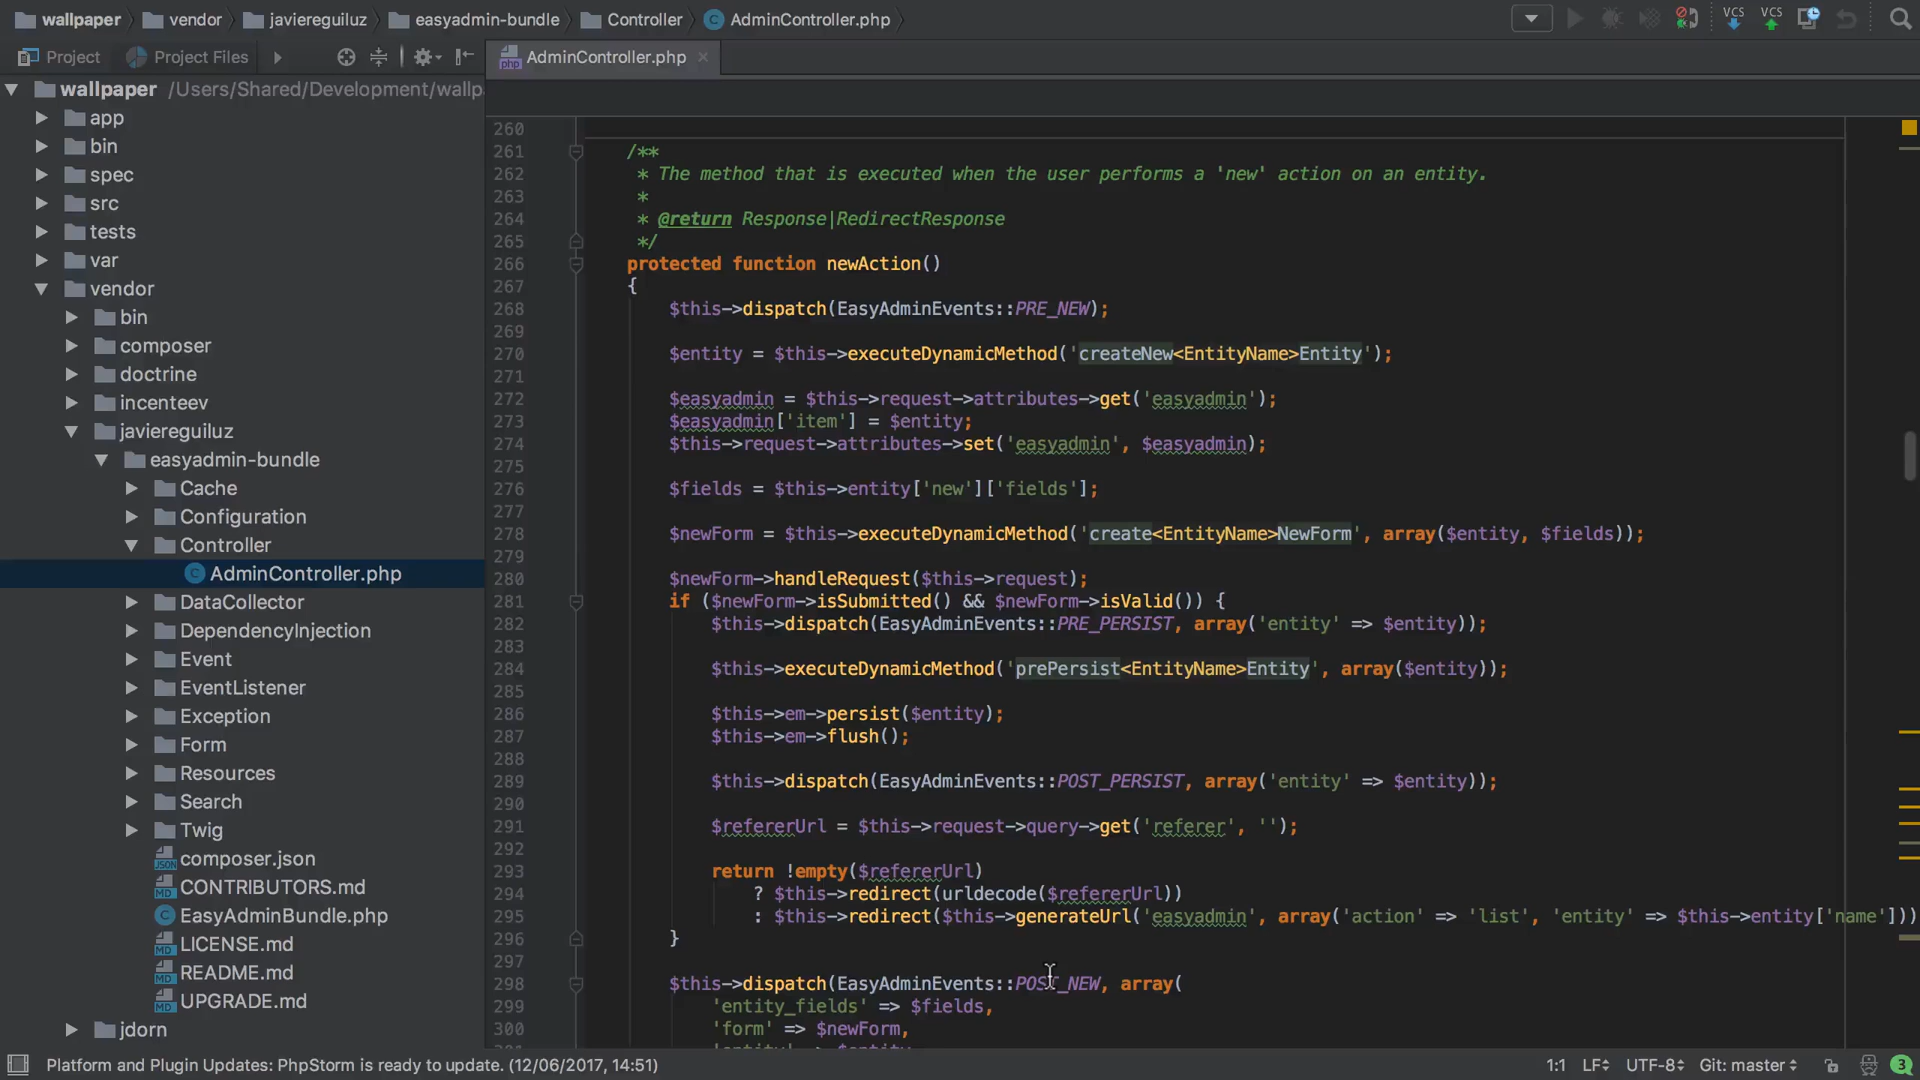 wallpaper vendor javiereguiluz easyadmin-bundle Controller AdminController.php
VCS VCS
Project Project Files
AdminController.php
wallpaper /Users/Shared/Development/wallp
app
bin
spec
src
tests
var
vendor
bin
composer
doctrine
incenteev
javiereguiluz
easyadmin-bundle
Cache
Configuration
Controller
AdminController.php
DataCollector
DependencyInjection
Event
EventListener
Exception
Form
Resources
Search
Twig
composer.json
CONTRIBUTORS.md
EasyAdminBundle.php
LICENSE.md
README.md
UPGRADE.md
jdorn
260
261 /**
262 * The method that is executed when the user performs a 'new' action on an entity.
263 *
264 * @return Response|RedirectResponse
265 */
266 protected function newAction()
267 {
268 $this->dispatch(EasyAdminEvents::PRE_NEW);
269
270 $entity = $this->executeDynamicMethod('createNew<EntityName>Entity');
271
272 $easyadmin = $this->request->attributes->get('easyadmin');
273 $easyadmin['item'] = $entity;
274 $this->request->attributes->set('easyadmin', $easyadmin);
275
276 $fields = $this->entity['new']['fields'];
277
278 $newForm = $this->executeDynamicMethod('create<EntityName>NewForm', array($entity, $fields));
279
280 $newForm->handleRequest($this->request);
281 if ($newForm->isSubmitted() && $newForm->isValid()) {
282 $this->dispatch(EasyAdminEvents::PRE_PERSIST, array('entity' => $entity));
283
284 $this->executeDynamicMethod('prePersist<EntityName>Entity', array($entity));
285
286 $this->em->persist($entity);
287 $this->em->flush();
288
289 $this->dispatch(EasyAdminEvents::POST_PERSIST, array('entity' => $entity));
290
291 $refererUrl = $this->request->query->get('referer', '');
292
293 return !empty($refererUrl)
294 ? $this->redirect(urldecode($refererUrl))
295 : $this->redirect($this->generateUrl('easyadmin', array('action' => 'list', 'entity' => $this->entity['name']))
296 }
297
298 $this->dispatch(EasyAdminEvents::POST_NEW, array(
299 'entity_fields' => $fields,
300 'form' => $newForm,
Platform and Plugin Updates: PhpStorm is ready to update. (12/06/2017, 14:51) 1:1 LF UTF-8 Git: master 3